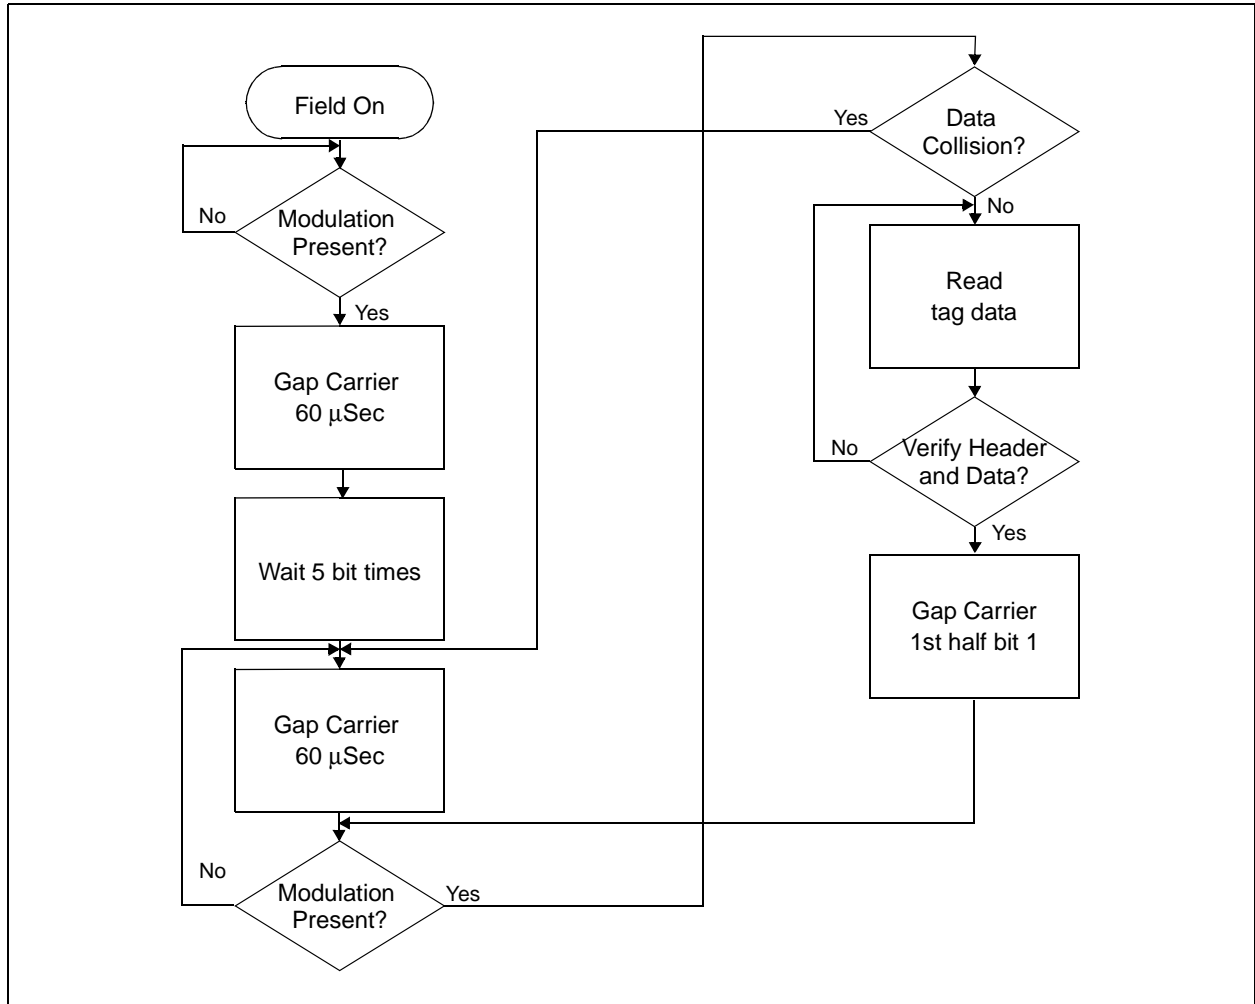 Field On
No
Modulation
Present?
Yes
Gap Carrier
60 μSec
Wait 5 bit times
Gap Carrier
60 μSec
No
Modulation
Present?
Yes
Data
Collision?
Yes
No
Read
tag data
No
Verify Header
and Data?
Yes
Gap Carrier
1st half bit 1